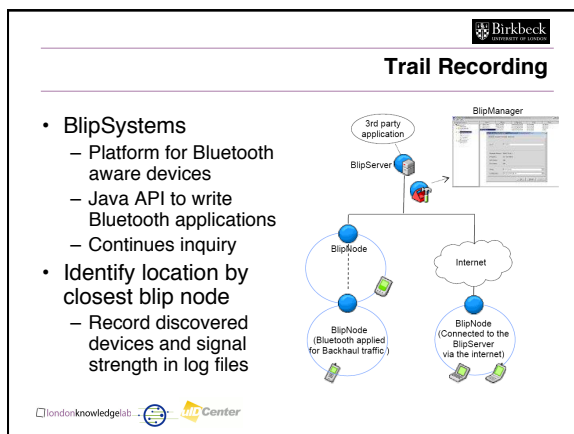 Birkbeck
UNIVERSITY OF LONDON
Trail Recording
• BlipSystems
– Platform for Bluetooth
aware devices
– Java API to write
Bluetooth applications
– Continues inquiry
• Identify location by
closest blip node
– Record discovered
devices and signal
strength in log files
BlipManager
3rd party
application
BlipServer
BlipNode
Internet
BlipNode
(Bluetooth applied
for Backhaul traffic)
BlipNode
(Connected to the
BlipServer
via the internet)
londonknowledgelab
uIDCenter